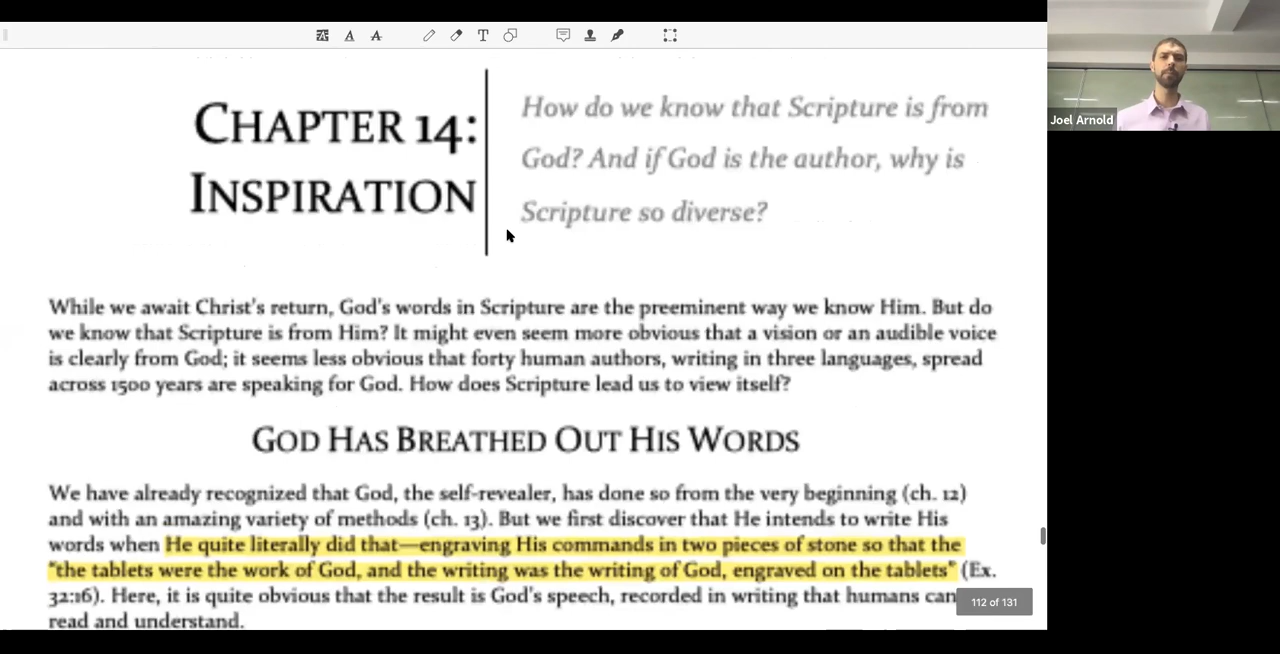 CHAPTER 14:
INSPIRATION
How do we know that Scripture is from
God? And if God is the author, why is
Scripture so diverse?
While we await Christ's return, God's words in Scripture are the preeminent way we know Him. But do
we know that Scripture is from Him? It might even seem more obvious that a vision or an audible voice
is clearly from God; it seems less obvious that forty human authors, writing in three languages, spread
across 1500 years are speaking for God. How does Scripture lead us to view itself?
GOD HAS BREATHED OUT HIS WORDS
We have already recognized that God, the self-revealer, has done so from the very beginning (ch. 12)
and with an amazing variety of methods (ch. 13). But we first discover that He intends to write His
words when He quite literally did that—engraving His commands in two pieces of stone so that the
"the tablets were the work of God, and the writing was the writing of God, engraved on the tablets" (Ex.
32:16). Here, it is quite obvious that the result is God's speech, recorded in writing that humans can
read and understand.
112 of 131
Joel Arnold